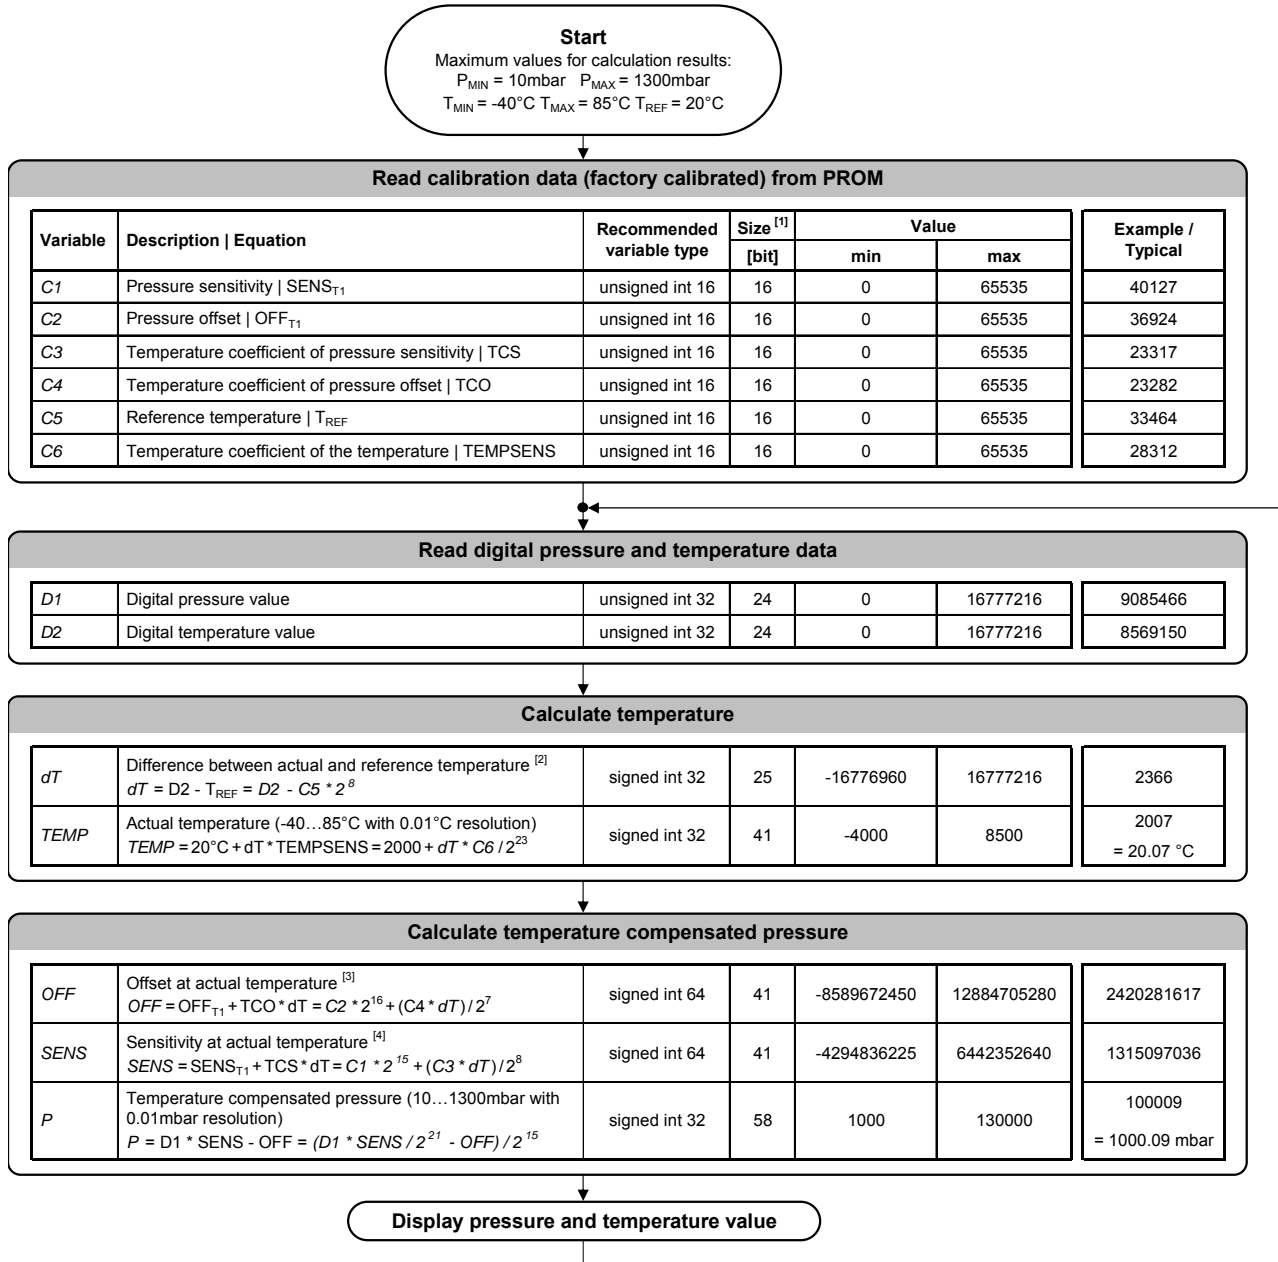 Start
Maximum values for calculation results:
PMIN = 10mbar PMAX = 1300mbar
TMIN = -40°C TMAX = 85°C TREF = 20°C
Read calibration data (factory calibrated) from PROM
Variable Description | Equation Recommended variable type Size [1] [bit] Value min max Example / Typical
C1 Pressure sensitivity | SENST1 unsigned int 16 16 0 65535 40127
C2 Pressure offset | OFFT1 unsigned int 16 16 0 65535 36924
C3 Temperature coefficient of pressure sensitivity | TCS unsigned int 16 16 0 65535 23317
C4 Temperature coefficient of pressure offset | TCO unsigned int 16 16 0 65535 23282
C5 Reference temperature | TREF unsigned int 16 16 0 65535 33464
C6 Temperature coefficient of the temperature | TEMPSENS unsigned int 16 16 0 65535 28312
Read digital pressure and temperature data
D1 Digital pressure value unsigned int 32 24 0 16777216 9085466
D2 Digital temperature value unsigned int 32 24 0 16777216 8569150
Calculate temperature
dT Difference between actual and reference temperature [2]
dT = D2 - TREF = D2 - C5 * 2^8 signed int 32 25 -16776960 16777216 2366
TEMP Actual temperature (-40…85°C with 0.01°C resolution)
TEMP = 20°C + dT * TEMPSENS = 2000 + dT * C6 / 2^23 signed int 32 41 -4000 8500 2007
= 20.07 °C
Calculate temperature compensated pressure
OFF Offset at actual temperature [3]
OFF = OFFT1 + TCO * dT = C2 * 2^16 + (C4 * dT) / 2^7 signed int 64 41 -8589672450 12884705280 2420281617
SENS Sensitivity at actual temperature [4]
SENS = SENST1 + TCS * dT = C1 * 2^15 + (C3 * dT) / 2^8 signed int 64 41 -4294836225 6442352640 1315097036
P Temperature compensated pressure (10…1300mbar with
0.01mbar resolution)
P = D1 * SENS - OFF = (D1 * SENS / 2^21 - OFF) / 2^15 signed int 32 58 1000 130000 100009
= 1000.09 mbar
Display pressure and temperature value